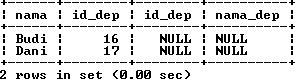 +------+--------+--------+----------+
| nama | id_dep | id_dep | nama_dep |
+------+--------+--------+----------+
| Budi |     16 |   NULL | NULL     |
| Dani |     17 |   NULL | NULL     |
+------+--------+--------+----------+
2 rows in set (0.00 sec)